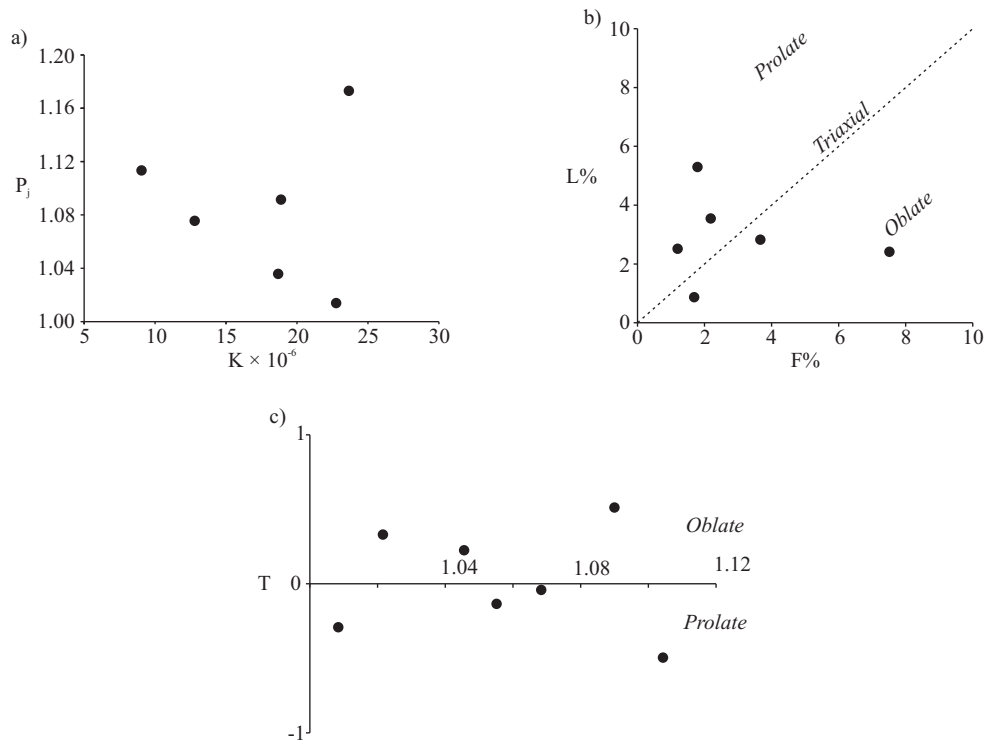 a)
1.20
1.16
1.12
P_j
1.08
1.04
1.00
5 10 15 20 25 30
K × 10⁻⁶
b)
10
8
6
L%
4
2
0
0 2 4 6 8 10
F%
Prolate
Triaxial
Oblate
c)
1
Oblate
1.04 1.08 1.12
T 0
Prolate
-1